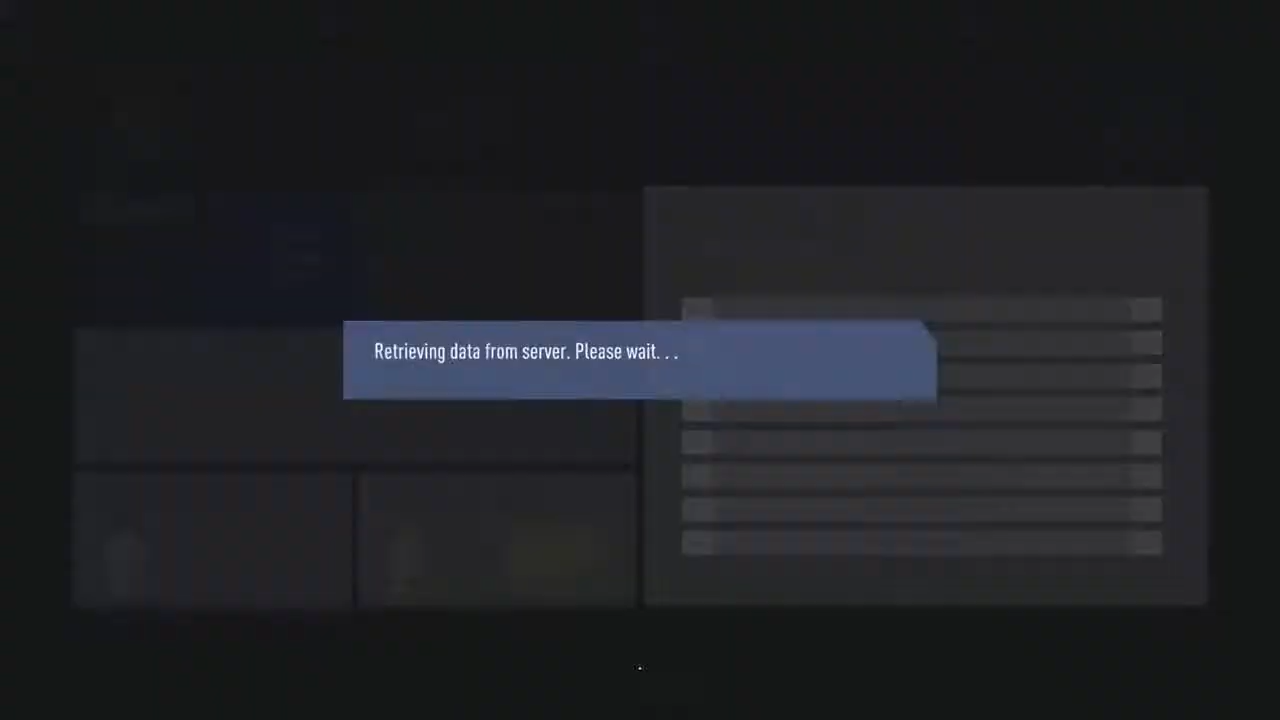 Retrieving data from server. Please wait. . .